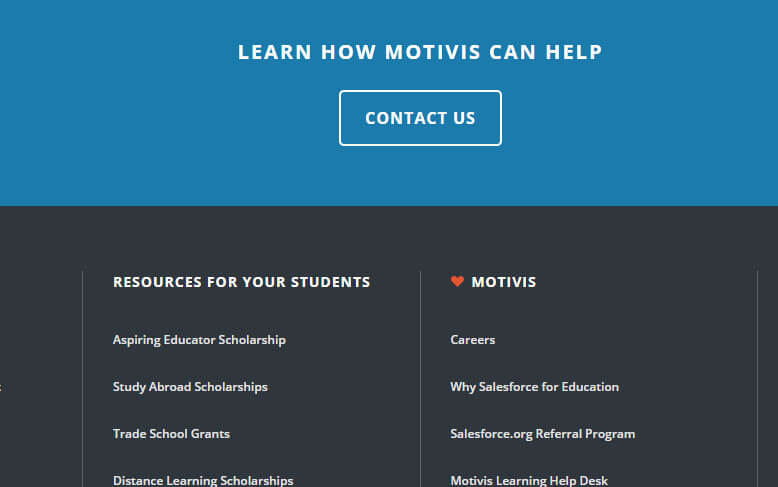 LEARN HOW MOTIVIS CAN HELP
CONTACT US
RESOURCES FOR YOUR STUDENTS
Aspiring Educator Scholarship
Study Abroad Scholarships
Trade School Grants
Distance Learning Scholarships
MOTIVIS
Careers
Why Salesforce for Education
Salesforce.org Referral Program
Motivis Learning Help Desk